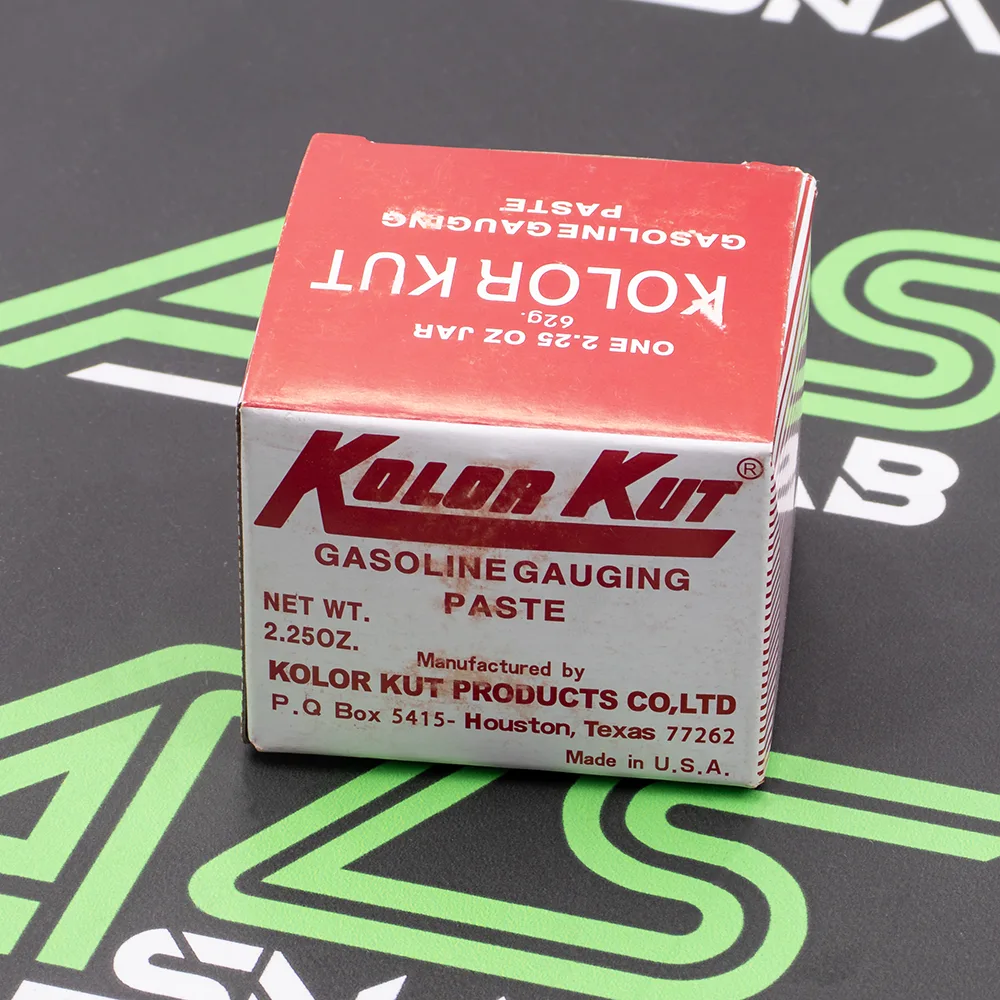 ONE 2.25 OZ JAR
62g.
KOLOR KUT
GASOLINE GAUGING
PASTE
KOLOR KUT®
GASOLINE GAUGING
PASTE
NET WT.
2.25OZ.
Manufactured by
KOLOR KUT PRODUCTS CO,LTD
P.Q Box 5415- Houston, Texas 77262
Made in U.S.A.